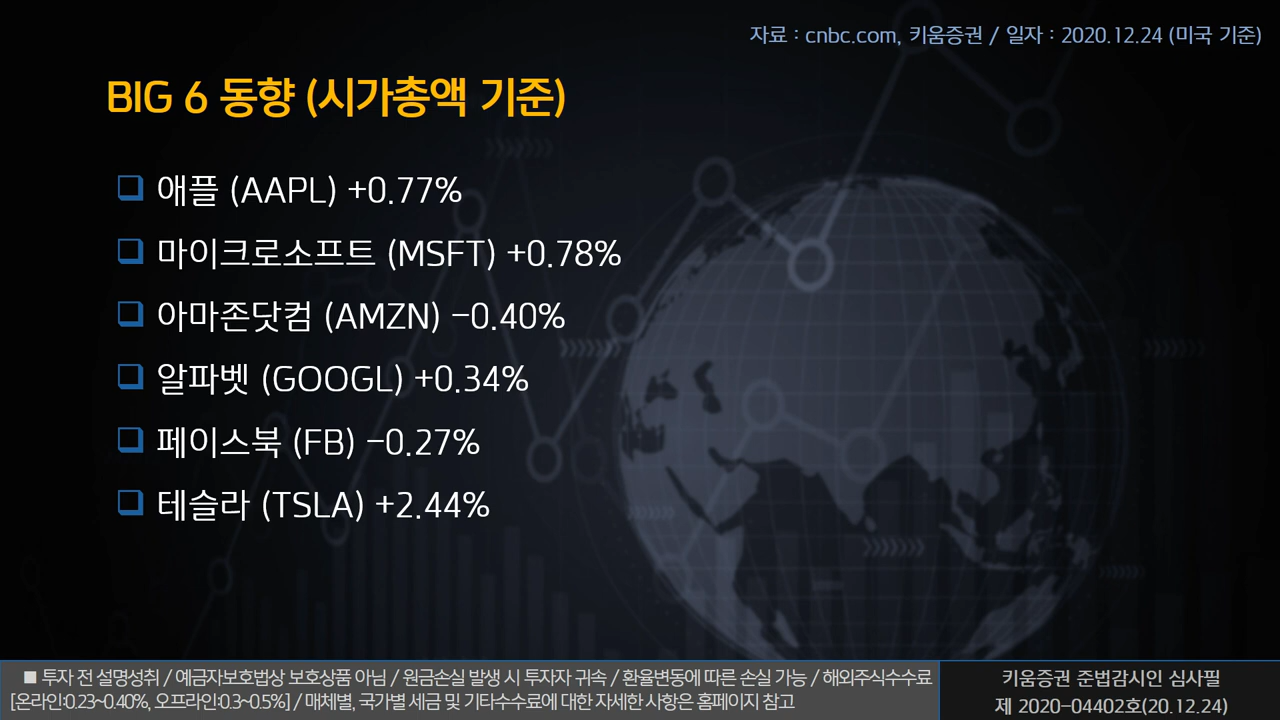 자료 : cnbc.com, 키움증권 / 일자 : 2020.12.24 (미국 기준)
BIG 6 동향 (시가총액 기준)
❑ 애플 (AAPL) +0.77%
❑ 마이크로소프트 (MSFT) +0.78%
❑ 아마존닷컴 (AMZN) −0.40%
❑ 알파벳 (GOOGL) +0.34%
❑ 페이스북 (FB) −0.27%
❑ 테슬라 (TSLA) +2.44%
■ 투자 전 설명성취 / 예금자보호법상 보호상품 아님 / 원금손실 발생 시 투자자 귀속 / 환율변동에 따른 손실 가능 / 해외주식수수료
[온라인:0.23~0.40%, 오프라인:0.3~0.5%] / 매체별, 국가별 세금 및 기타수수료에 대한 자세한 사항은 홈페이지 참고
키움증권 준법감시인 심사필
제 2020-04402호(20.12.24)